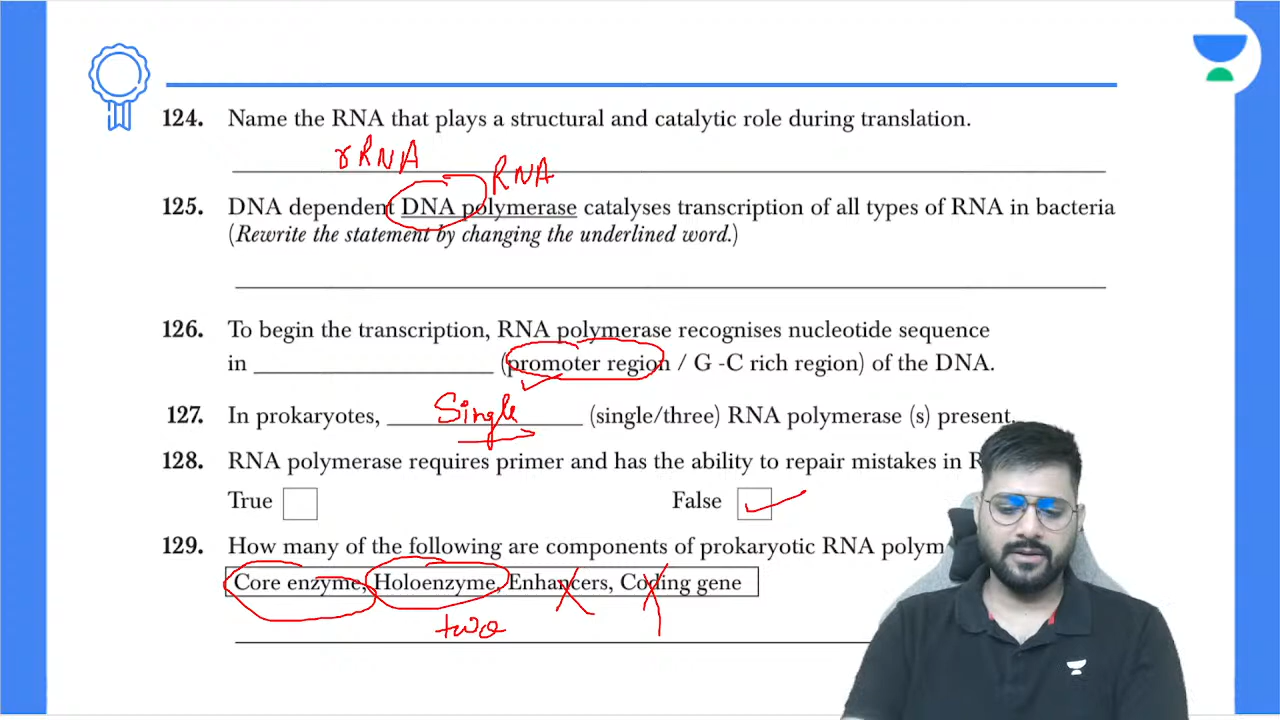 124. Name the RNA that plays a structural and catalytic role during translation.
rRNA
RNA
125. DNA dependent DNA polymerase catalyses transcription of all types of RNA in bacteria
(Rewrite the statement by changing the underlined word.)
126. To begin the transcription, RNA polymerase recognises nucleotide sequence
in ____________ (promoter region / G -C rich region) of the DNA.
127. In prokaryotes, Single (single/three) RNA polymerase (s) present.
128. RNA polymerase requires primer and has the ability to repair mistakes in
True False
129. How many of the following are components of prokaryotic RNA
Core enzyme, Holoenzyme, Enhancers, Coding gene
two